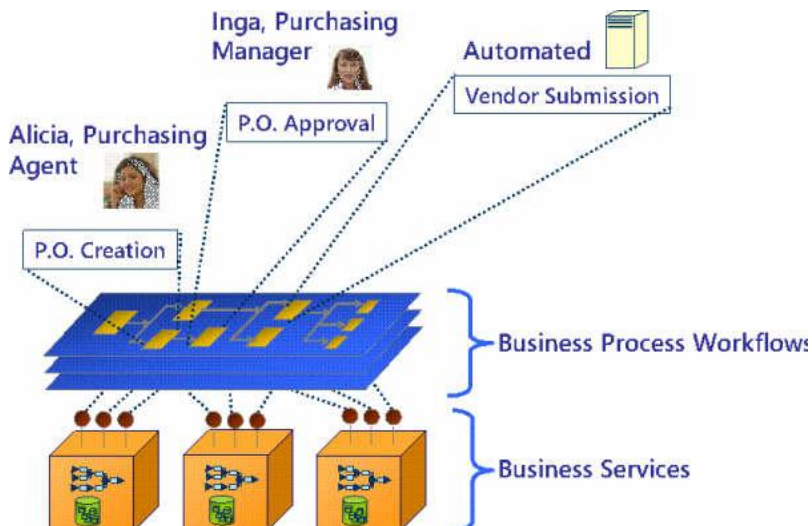 Inga, Purchasing
Manager
Automated
Vendor Submission
P.O. Approval
Alicia, Purchasing
Agent
P.O. Creation
Business Process Workflows
Business Services